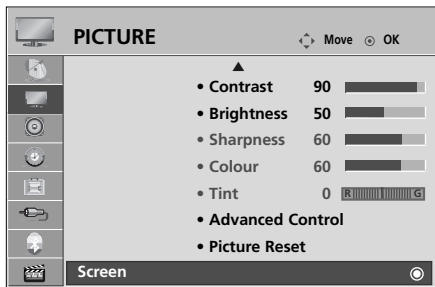 PICTURE Move OK
• Contrast 90
• Brightness 50
• Sharpness 60
• Colour 60
• Tint 0 R G
• Advanced Control
• Picture Reset
Screen